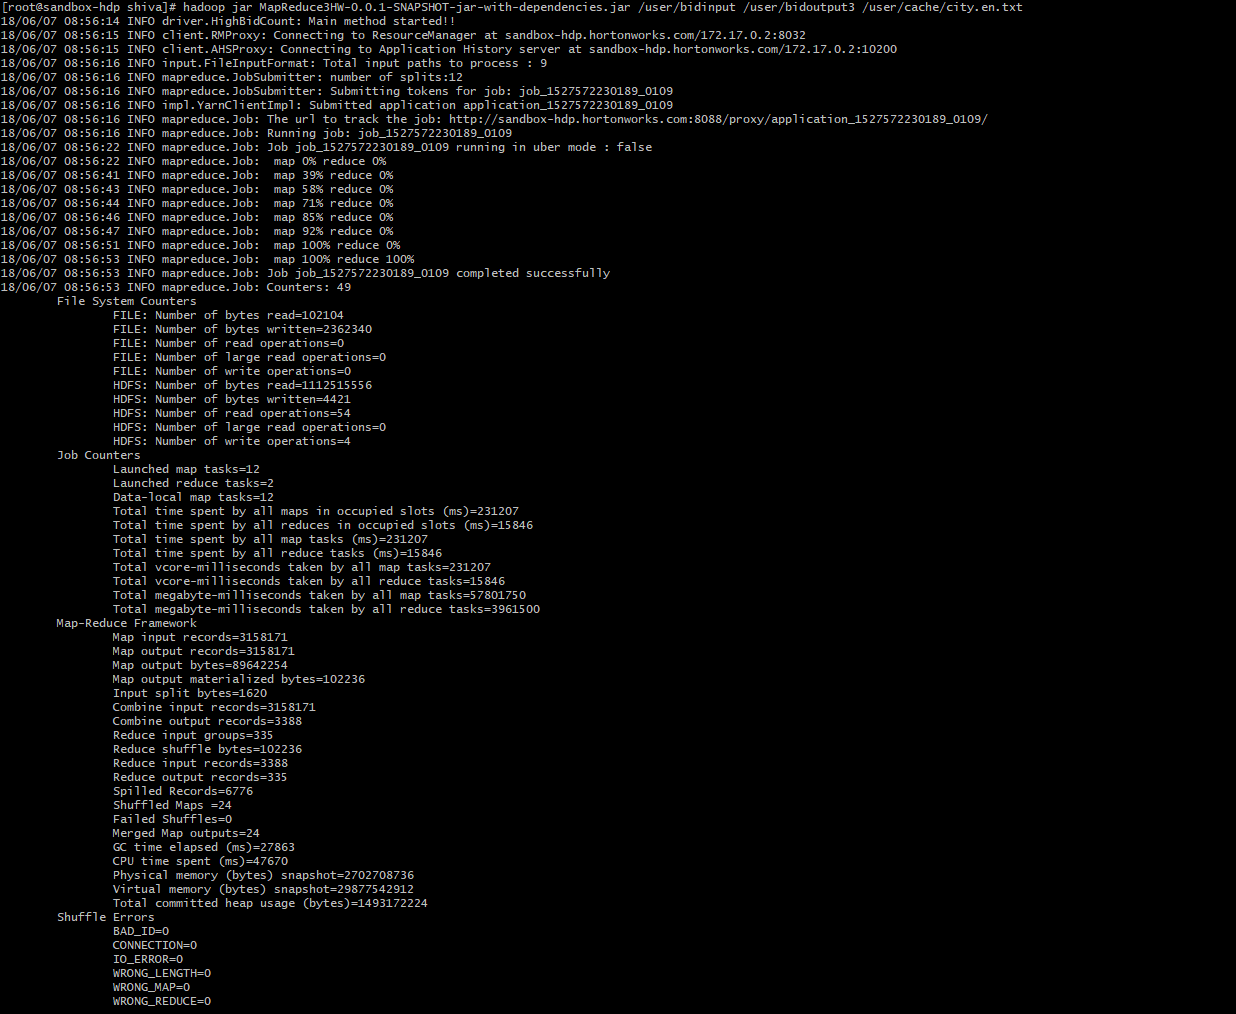 [root@sandbox-hdp shiva]# hadoop jar MapReduce3HW-0.0.1-SNAPSHOT-jar-with-dependencies.jar /user/bidinput /user/bidoutput3 /user/cache/city.en.txt
18/06/07 08:56:14 INFO driver.HighBidCount: Main method started!!
18/06/07 08:56:15 INFO client.RMProxy: Connecting to ResourceManager at sandbox-hdp.hortonworks.com/172.17.0.2:8032
18/06/07 08:56:15 INFO client.AHSProxy: Connecting to Application History server at sandbox-hdp.hortonworks.com/172.17.0.2:10200
18/06/07 08:56:16 INFO input.FileInputFormat: Total input paths to process : 9
18/06/07 08:56:16 INFO mapreduce.JobSubmitter: number of splits:12
18/06/07 08:56:16 INFO mapreduce.JobSubmitter: Submitting tokens for job: job_1527572230189_0109
18/06/07 08:56:16 INFO impl.YarnClientImpl: Submitted application application_1527572230189_0109
18/06/07 08:56:16 INFO mapreduce.Job: The url to track the job: http://sandbox-hdp.hortonworks.com:8088/proxy/application_1527572230189_0109/
18/06/07 08:56:16 INFO mapreduce.Job: Running job: job_1527572230189_0109
18/06/07 08:56:22 INFO mapreduce.Job: Job job_1527572230189_0109 running in uber mode : false
18/06/07 08:56:22 INFO mapreduce.Job:  map 0% reduce 0%
18/06/07 08:56:41 INFO mapreduce.Job:  map 39% reduce 0%
18/06/07 08:56:43 INFO mapreduce.Job:  map 58% reduce 0%
18/06/07 08:56:44 INFO mapreduce.Job:  map 71% reduce 0%
18/06/07 08:56:46 INFO mapreduce.Job:  map 85% reduce 0%
18/06/07 08:56:47 INFO mapreduce.Job:  map 92% reduce 0%
18/06/07 08:56:51 INFO mapreduce.Job:  map 100% reduce 0%
18/06/07 08:56:53 INFO mapreduce.Job:  map 100% reduce 100%
18/06/07 08:56:53 INFO mapreduce.Job: Job job_1527572230189_0109 completed successfully
18/06/07 08:56:53 INFO mapreduce.Job: Counters: 49
File System Counters
FILE: Number of bytes read=102104
FILE: Number of bytes written=2362340
FILE: Number of read operations=0
FILE: Number of large read operations=0
FILE: Number of write operations=0
HDFS: Number of bytes read=1112515556
HDFS: Number of bytes written=4421
HDFS: Number of read operations=54
HDFS: Number of large read operations=0
HDFS: Number of write operations=4
Job Counters
Launched map tasks=12
Launched reduce tasks=2
Data-local map tasks=12
Total time spent by all maps in occupied slots (ms)=231207
Total time spent by all reduces in occupied slots (ms)=15846
Total time spent by all map tasks (ms)=231207
Total time spent by all reduce tasks (ms)=15846
Total vcore-milliseconds taken by all map tasks=231207
Total vcore-milliseconds taken by all reduce tasks=15846
Total megabyte-milliseconds taken by all map tasks=57801750
Total megabyte-milliseconds taken by all reduce tasks=3961500
Map-Reduce Framework
Map input records=3158171
Map output records=3158171
Map output bytes=89642254
Map output materialized bytes=102236
Input split bytes=1620
Combine input records=3158171
Combine output records=3388
Reduce input groups=335
Reduce shuffle bytes=102236
Reduce input records=3388
Reduce output records=335
Spilled Records=6776
Shuffled Maps =24
Failed Shuffles=0
Merged Map outputs=24
GC time elapsed (ms)=27863
CPU time spent (ms)=47670
Physical memory (bytes) snapshot=2702708736
Virtual memory (bytes) snapshot=29877542912
Total committed heap usage (bytes)=1493172224
Shuffle Errors
BAD_ID=0
CONNECTION=0
IO_ERROR=0
WRONG_LENGTH=0
WRONG_MAP=0
WRONG_REDUCE=0